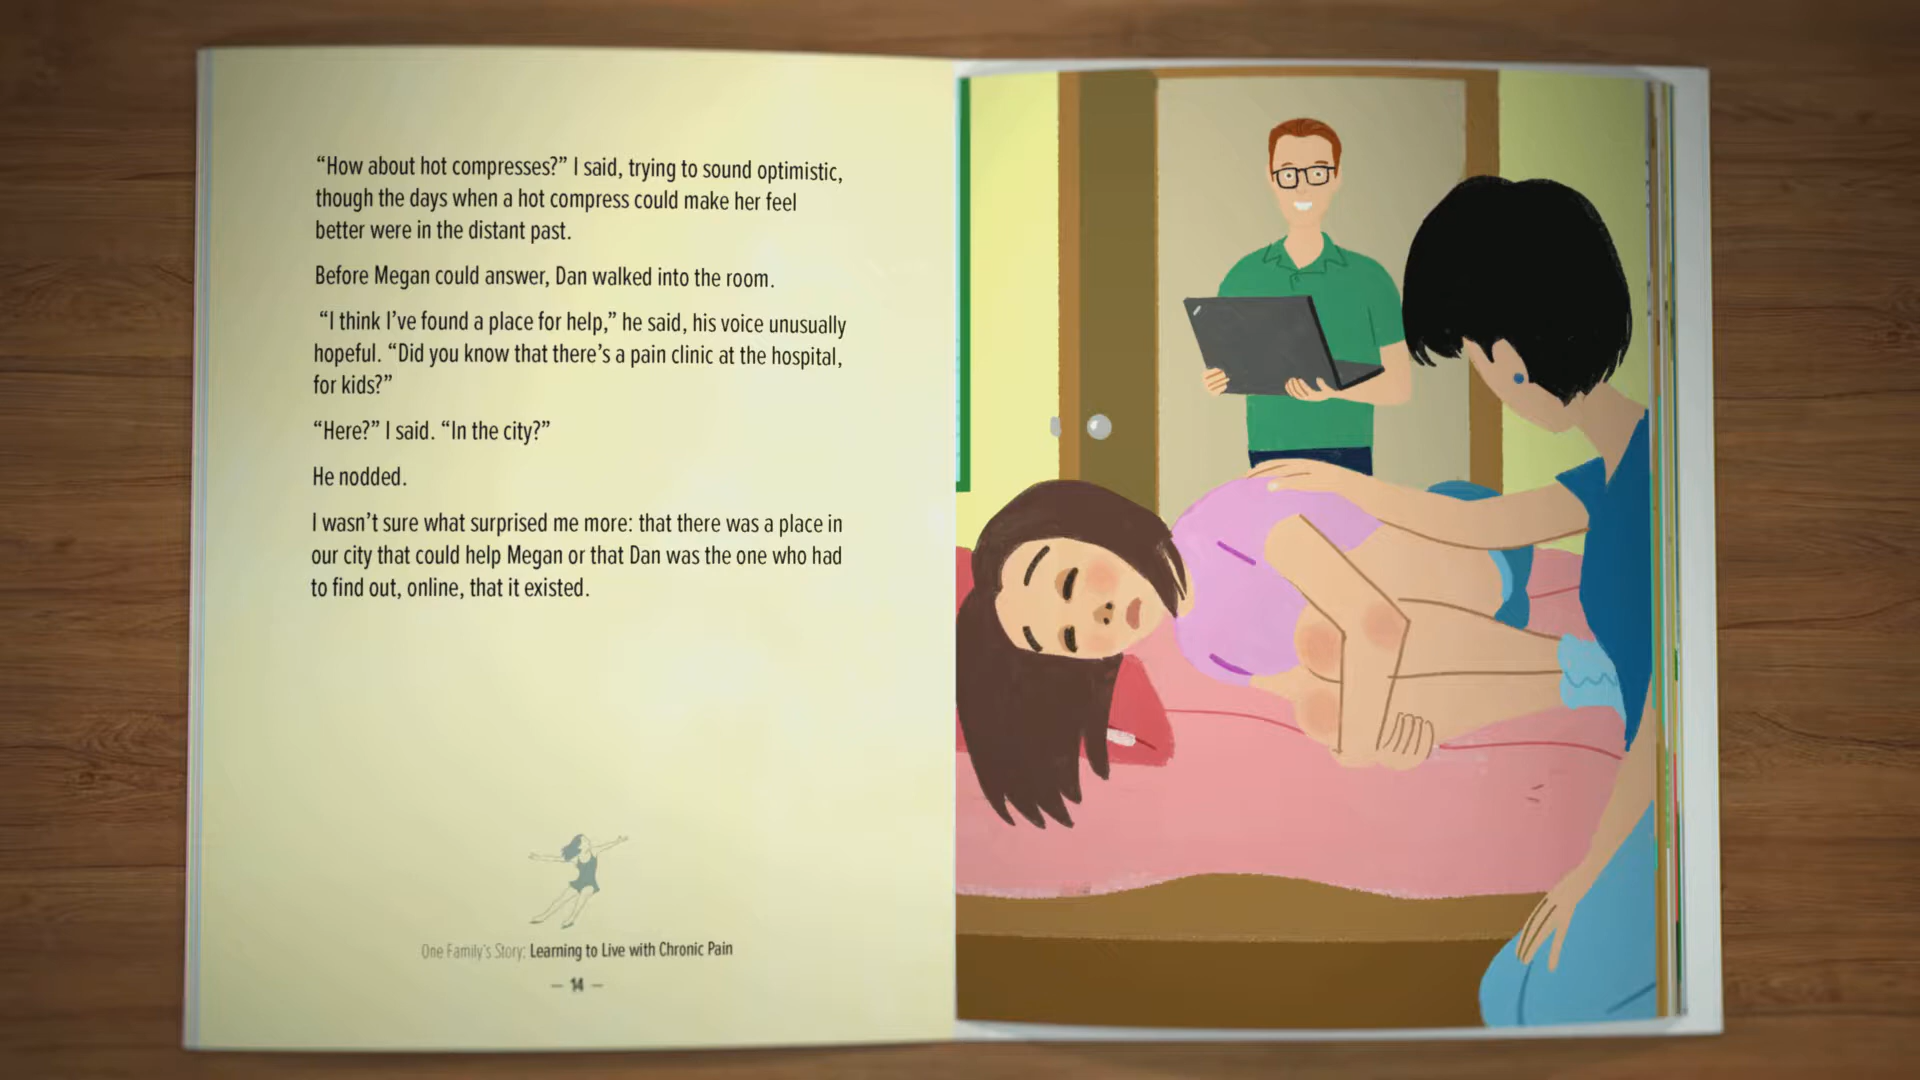 “How about hot compresses?” I said, trying to sound optimistic,
though the days when a hot compress could make her feel
better were in the distant past.
Before Megan could answer, Dan walked into the room.
“I think I’ve found a place for help,” he said, his voice unusually
hopeful. “Did you know that there’s a pain clinic at the hospital,
for kids?”
“Here?” I said. “In the city?”
He nodded.
I wasn’t sure what surprised me more: that there was a place in
our city that could help Megan or that Dan was the one who had
to find out, online, that it existed.
One Family’s Story: Learning to Live with Chronic Pain
— 14 —